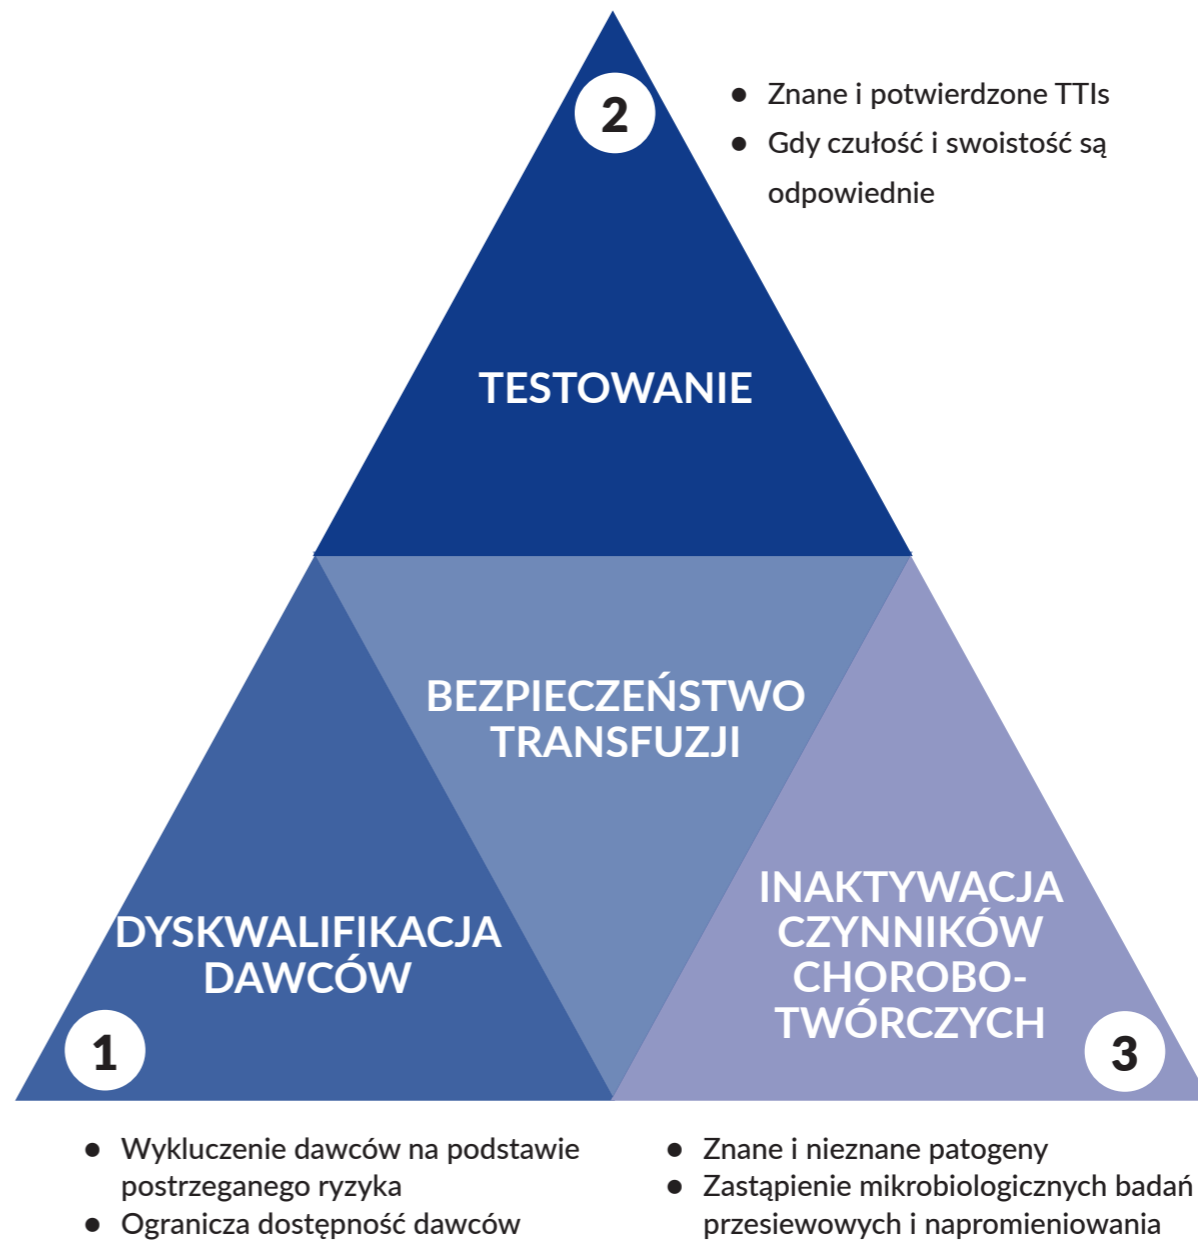 2
● Znane i potwierdzone TTIs
● Gdy czułość i swoistość są
odpowiednie
TESTOWANIE
BEZPIECZEŃSTWO
TRANSFUZJI
DYSKWALIFIKACJA
DAWCÓW
1
INAKTYWACJA
CZYNNIKÓW
CHOROBO-
TWÓRCZYCH
3
● Wykluczenie dawców na podstawie
postrzeganego ryzyka
● Ogranicza dostępność dawców
● Znane i nieznane patogeny
● Zastąpienie mikrobiologicznych badań
przesiewowych i napromieniowania